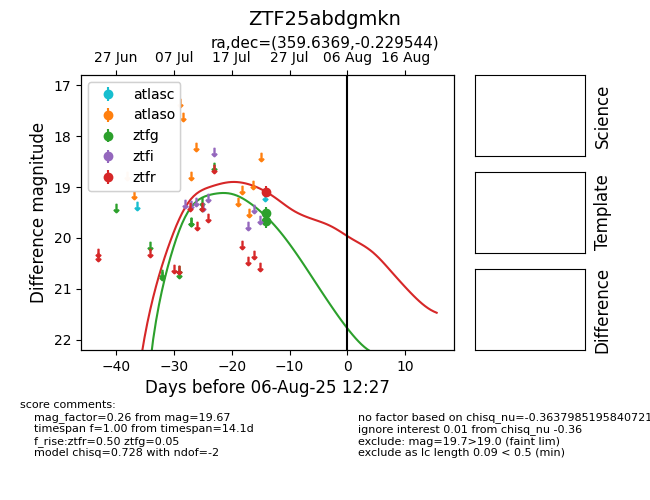 ZTF25abdgmkn
ra,dec=(359.6369,-0.229544)
27 Jun 07 Jul 17 Jul 27 Jul 06 Aug 16 Aug
atlasc
atlaso
ztfg
ztfi
ztfr
17
18
19
20
21
22
Difference magnitude
−40 −30 −20 −10 0 10
Days before 06-Aug-25 12:27
Science
Template
Difference
score comments:
mag_factor=0.26 from mag=19.67
timespan f=1.00 from timespan=14.1d
f_rise:ztfr=0.50 ztfg=0.05
model chisq=0.728 with ndof=-2
no factor based on chisq_nu=-0.3637985195840721
ignore interest 0.01 from chisq_nu -0.36
exclude: mag=19.7>19.0 (faint lim)
exclude as lc length 0.09 < 0.5 (min)